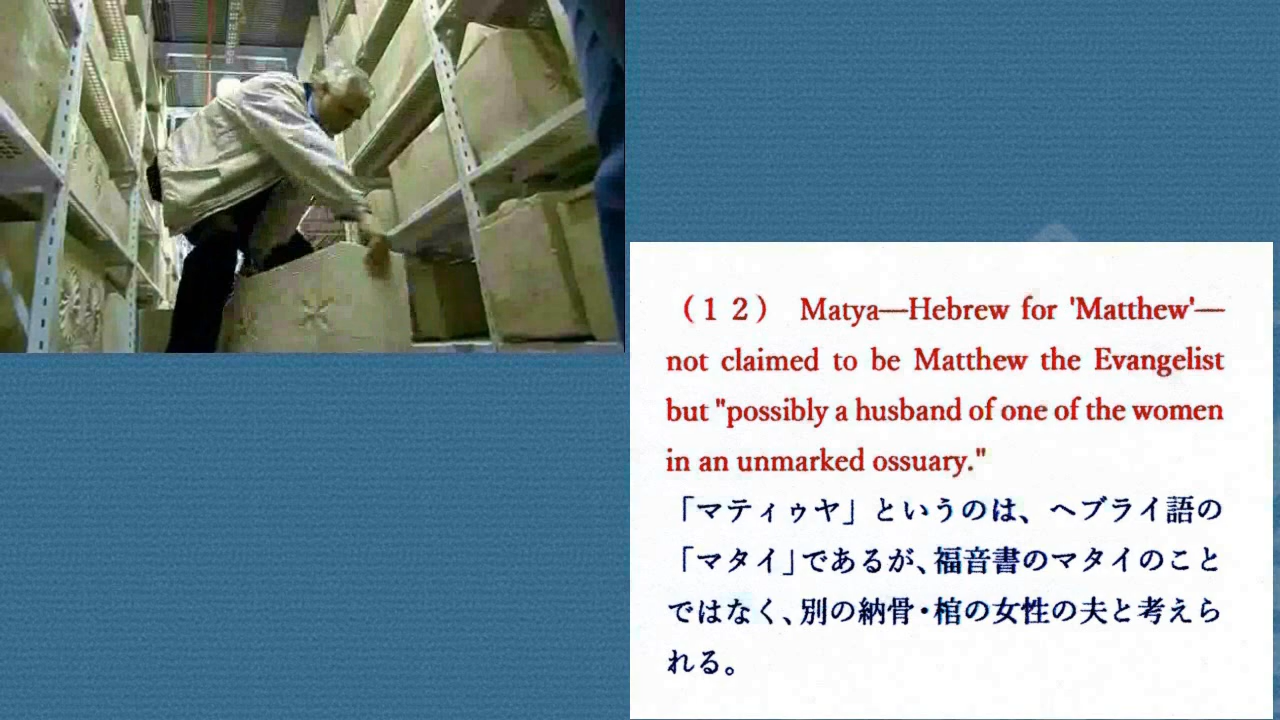 （１２） Matya—Hebrew for 'Matthew'—
not claimed to be Matthew the Evangelist
but "possibly a husband of one of the women
in an unmarked ossuary."
「マティゥヤ」というのは、ヘブライ語の
「マタイ」であるが、福音書のマタイのこと
ではなく、別の納骨・棺の女性の夫と考えら
れる。